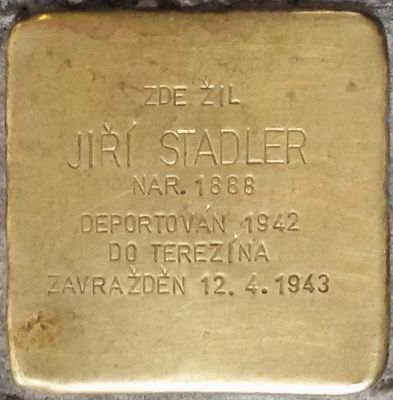 ZDE ŽIL
JIŘÍ STADLER
NAR. 1888
DEPORTOVÁN 1942
DO TEREZÍNA
ZAVRAŽDĚN 12. 4. 1943